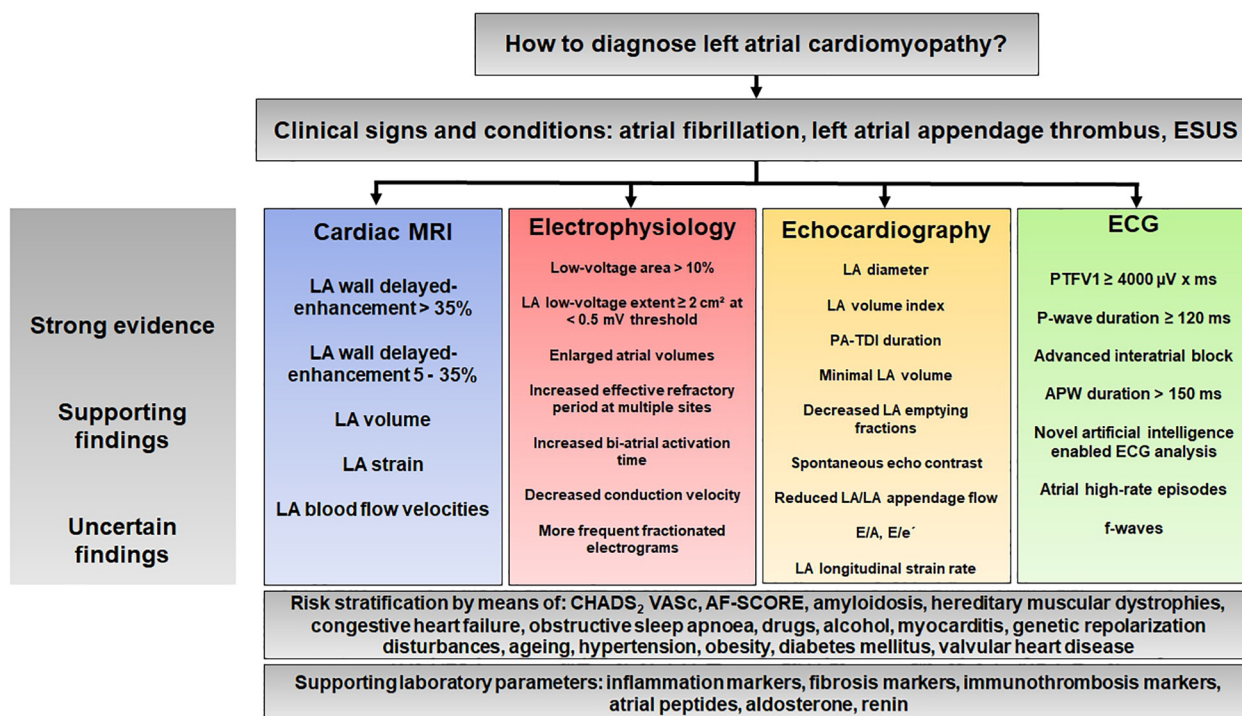 How to diagnose left atrial cardiomyopathy?
Clinical signs and conditions: atrial fibrillation, left atrial appendage thrombus, ESUS
Strong evidence
Supporting
findings
Uncertain
findings
Cardiac MRI
LA wall delayed-
enhancement > 35%
LA wall delayed-
enhancement 5 - 35%
LA volume
LA strain
LA blood flow velocities
Electrophysiology
Low-voltage area > 10%
LA low-voltage extent ≥ 2 cm² at
< 0.5 mV threshold
Enlarged atrial volumes
Increased effective refractory
period at multiple sites
Increased bi-atrial activation
time
Decreased conduction velocity
More frequent fractionated
electrograms
Echocardiography
LA diameter
LA volume index
PA-TDI duration
Minimal LA volume
Decreased LA emptying
fractions
Spontaneous echo contrast
Reduced LA/LA appendage flow
E/A, E/e´
LA longitudinal strain rate
ECG
PTFV1 ≥ 4000 µV x ms
P-wave duration ≥ 120 ms
Advanced interatrial block
APW duration > 150 ms
Novel artificial intelligence
enabled ECG analysis
Atrial high-rate episodes
f-waves
Risk stratification by means of: CHADS₂ VASc, AF-SCORE, amyloidosis, hereditary muscular dystrophies,
congestive heart failure, obstructive sleep apnoea, drugs, alcohol, myocarditis, genetic repolarization
disturbances, ageing, hypertension, obesity, diabetes mellitus, valvular heart disease
Supporting laboratory parameters: inflammation markers, fibrosis markers, immunothrombosis markers,
atrial peptides, aldosterone, renin